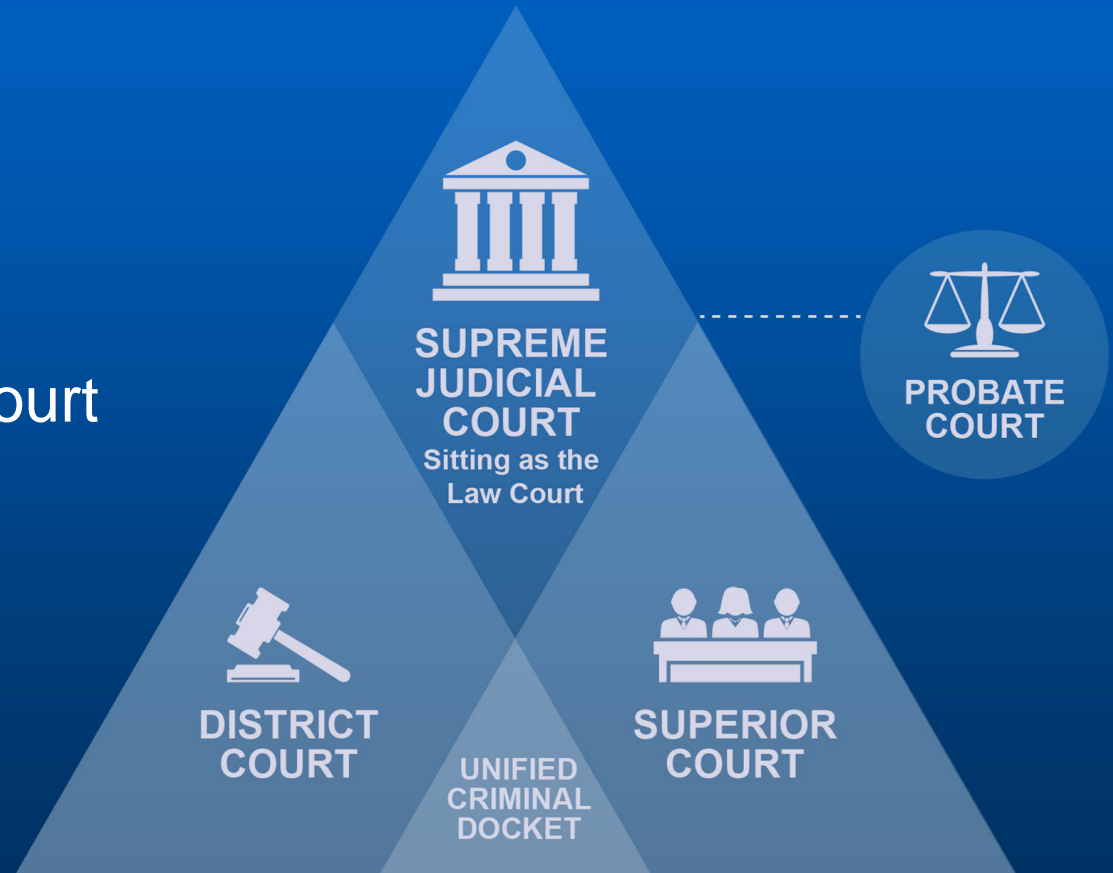 SUPREME
JUDICIAL
COURT
Sitting as the
Law Court
PROBATE
COURT
ourt
DISTRICT
COURT
SUPERIOR
COURT
UNIFIED
CRIMINAL
DOCKET